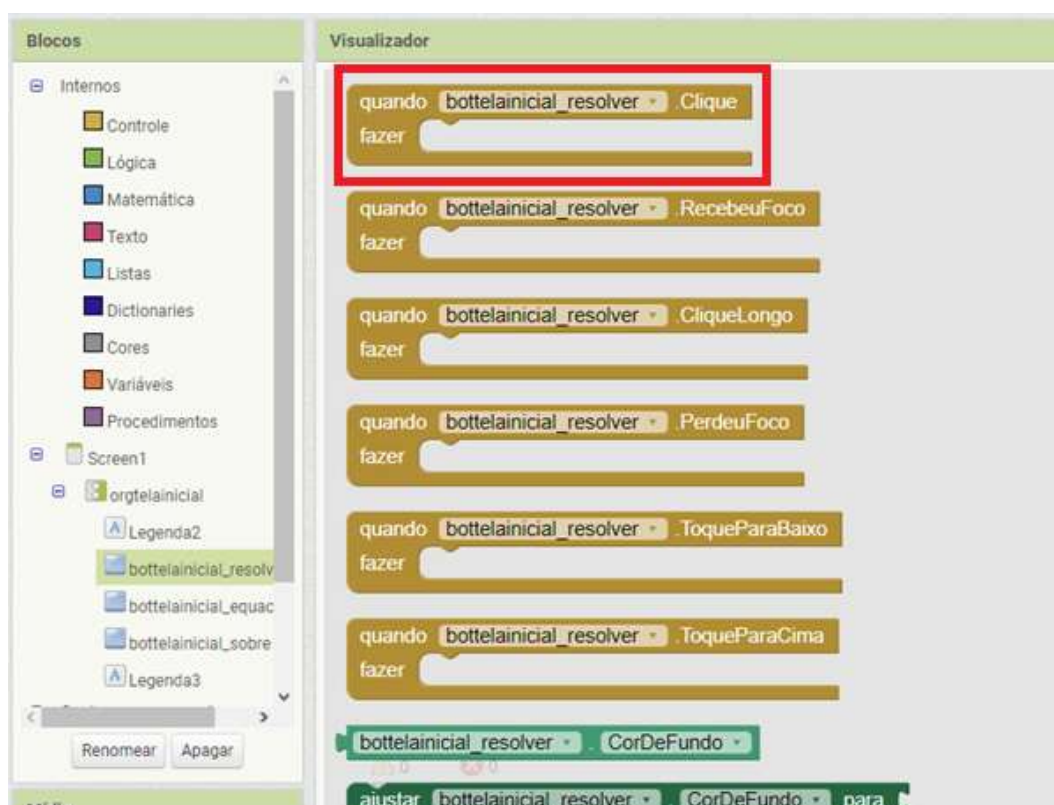 Blocos
Internos
Controle
Lógica
Matemática
Texto
Listas
Dictionaries
Cores
Variáveis
Procedimentos
Screen1
orgtelainicial
Legenda2
bottelainicial_resolv
bottelainicial_equac
bottelainicial_sobre
Legenda3
Renomear Apagar
Visualizador
quando bottelainicial_resolver .Clique
fazer
quando bottelainicial_resolver .RecebeuFoco
fazer
quando bottelainicial_resolver .CliqueLongo
fazer
quando bottelainicial_resolver .PerdeuFoco
fazer
quando bottelainicial_resolver .ToqueParaBaixo
fazer
quando bottelainicial_resolver .ToqueParaCima
fazer
bottelainicial_resolver . CorDeFundo
0 0
ajustar bottelainicial_resolver . CorDeFundo para